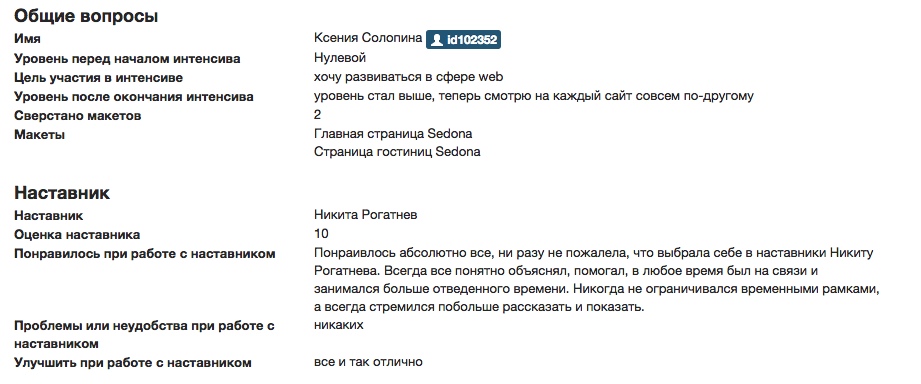 Общие вопросы
Имя Ксения Солопина id102352
Уровень перед началом интенсива Нулевой
Цель участия в интенсиве хочу развиваться в сфере web
Уровень после окончания интенсива уровень стал выше, теперь смотрю на каждый сайт совсем по-другому
Сверстано макетов 2
Макеты Главная страница Sedona
Страница гостиниц Sedona
Наставник
Наставник Никита Рогатнев
Оценка наставника 10
Понравилось при работе с наставником Понраивлось абсолютно все, ни разу не пожалела, что выбрала себе в наставники Никиту
Рогатнева. Всегда все понятно объяснял, помогал, в любое время был на связи и
занимался больше отведенного времени. Никогда не ограничивался временными рамками,
а всегда стремился побольше рассказать и показать.
Проблемы или неудобства при работе с никаких
наставником
Улучшить при работе с наставником все и так отлично